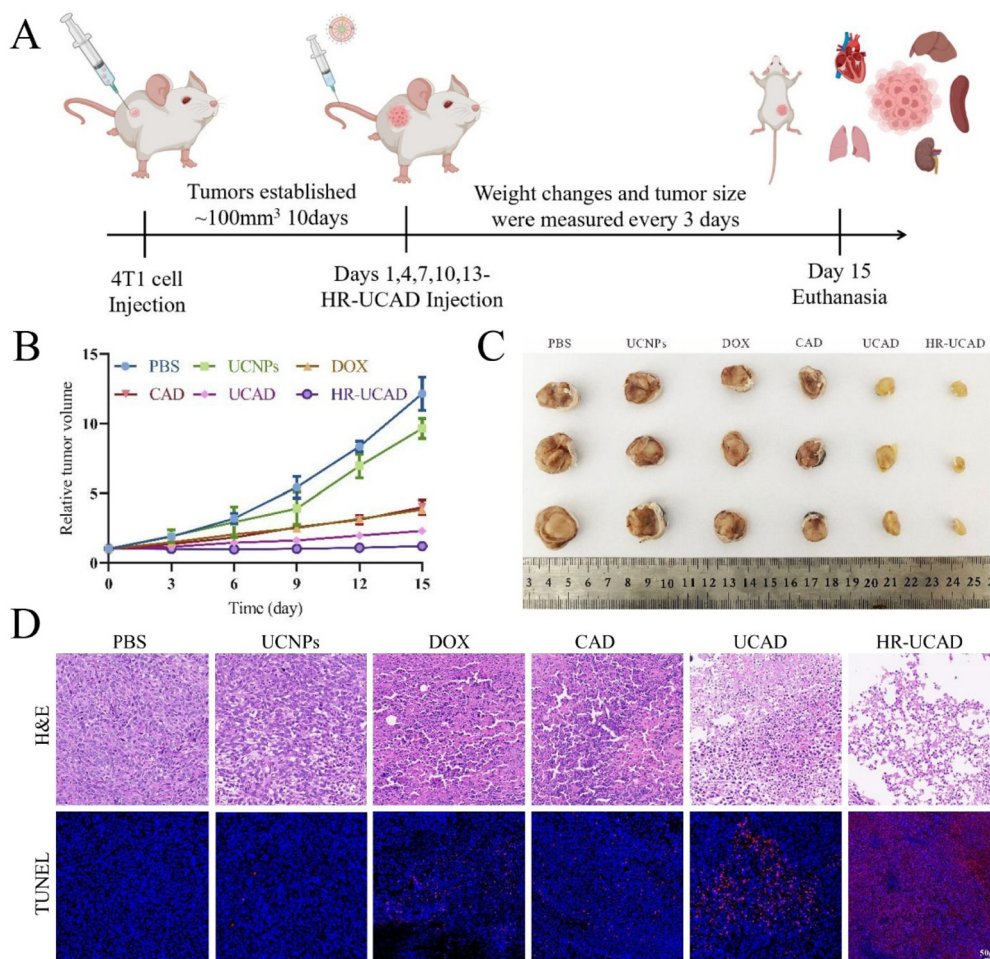 A
Tumors established
~100mm³ 10days
Weight changes and tumor size
were measured every 3 days
4T1 cell
Injection
Days 1,4,7,10,13-
HR-UCAD Injection
Day 15
Euthanasia
B
15
10
5
0
Relative tumor volume
PBS
UCNPs
DOX
CAD
UCAD
HR-UCAD
0
3
6
9
12
15
Time (day)
C
PBS
UCNPs
DOX
CAD
UCAD
HR-UCAD
3 4 5 6 7 8 9 10 11 12 13 14 15 16 17 18 19 20 21 22 23 24 25
D
PBS
UCNPs
DOX
CAD
UCAD
HR-UCAD
H&E
TUNEL